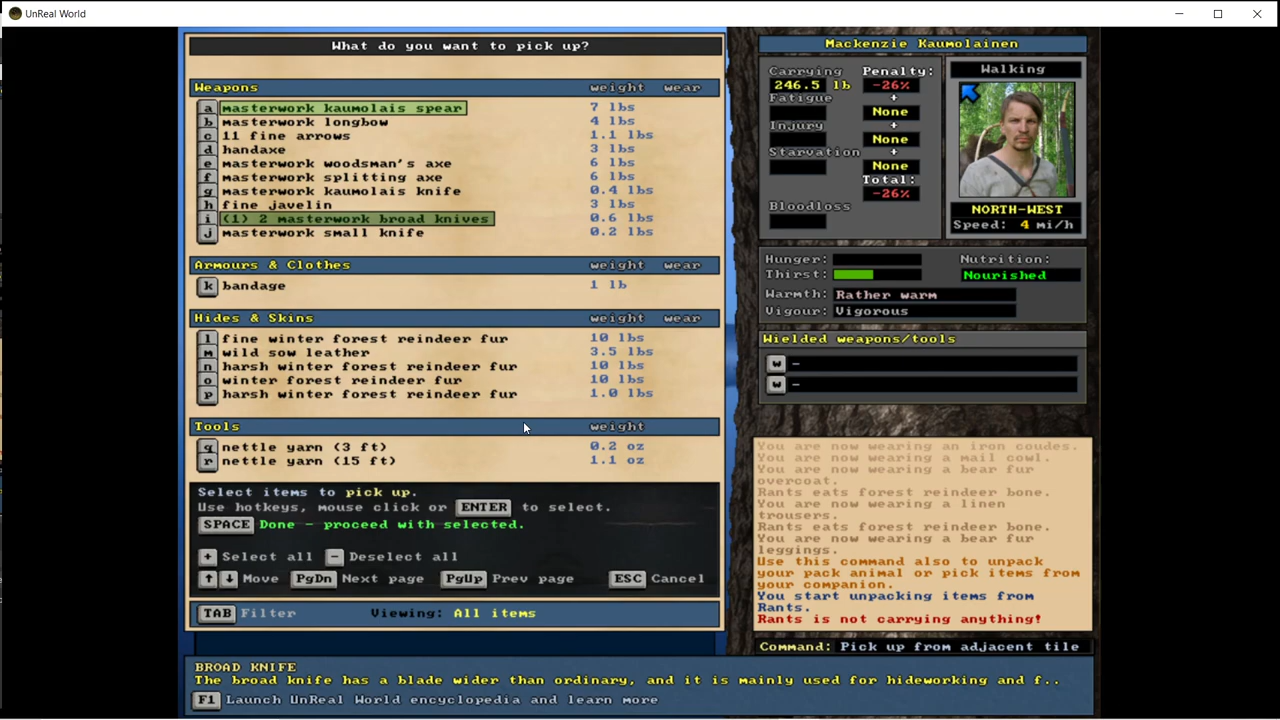 UnReal World
What do you want to pick up?
Weapons weight wear
a masterwork kaumolais spear 7 lbs
b masterwork longbow 4 lbs
c 11 fine arrows 1.1 lbs
d handaxe 3 lbs
e masterwork woodsman's axe 6 lbs
f masterwork splitting axe 6 lbs
g masterwork kaumolais knife 0.4 lbs
h fine javelin 3 lbs
i (1) 2 masterwork broad knives 0.6 lbs
j masterwork small knife 0.2 lbs
Armours & Clothes weight wear
k bandage 1 lb
Hides & Skins weight wear
l fine winter forest reindeer fur 10 lbs
m wild sow leather 3.5 lbs
n harsh winter forest reindeer fur 10 lbs
o winter forest reindeer fur 10 lbs
p harsh winter forest reindeer fur 1.0 lbs
Tools weight
q nettle yarn (3 ft) 0.2 oz
r nettle yarn (15 ft) 1.1 oz
Select items to pick up.
Use hotkeys, mouse click or ENTER to select.
SPACE Done - proceed with selected.
+ Select all - Deselect all
↑ ↓ Move PgDn Next page PgUp Prev page ESC Cancel
TAB Filter Viewing: All items
Mackenzie Kaumolainen
Carrying Penalty:
246.5 lb -26%
Fatigue +
None
Injury +
None
Starvation +
None
Total:
-26%
Bloodloss
Walking
NORTH-WEST
Speed: 4 mi/h
Hunger: Nutrition:
Thirst: Nourished
Warmth: Rather warm
Vigour: Vigorous
Wielded weapons/tools
w -
w -
You are now wearing an iron coudes.
You are now wearing a mail cowl.
You are now wearing a bear fur
overcoat.
Rants eats forest reindeer bone.
You are now wearing a linen
trousers.
Rants eats forest reindeer bone.
You are now wearing a bear fur
leggings.
Use this command also to unpack
your pack animal or pick items from
your companion.
You start unpacking items from
Rants.
Rants is not carrying anything!
Command: Pick up from adjacent tile
BROAD KNIFE
The broad knife has a blade wider than ordinary, and it is mainly used for hideworking and f..
F1 Launch UnReal World encyclopedia and learn more